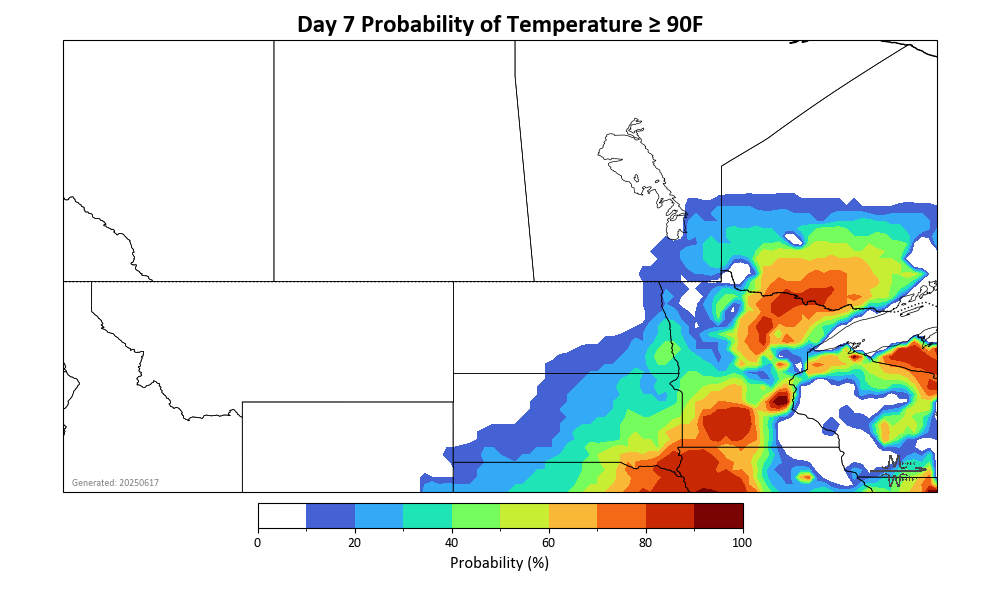 Day 7 Probability of Temperature ≥ 90F
Generated: 20250617
0 20 40 60 80 100
Probability (%)